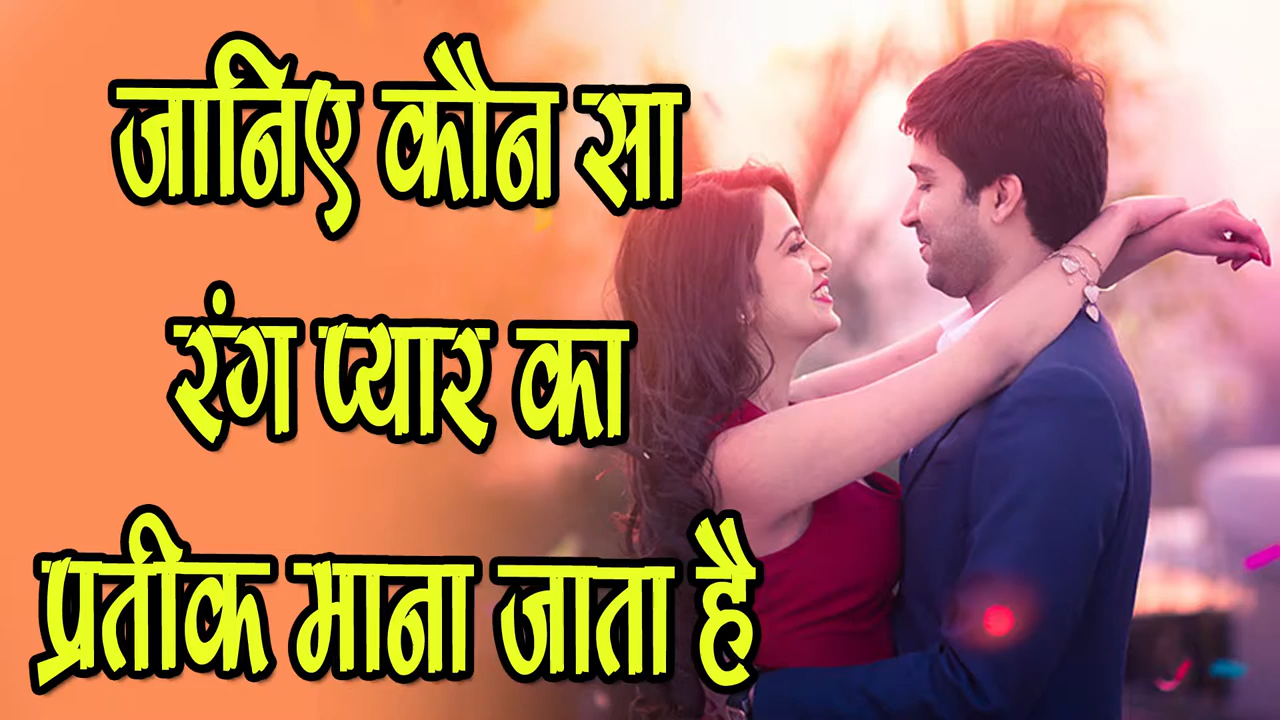 जानिए कौन सा
रंग प्यार का
प्रतीक माना जाता है